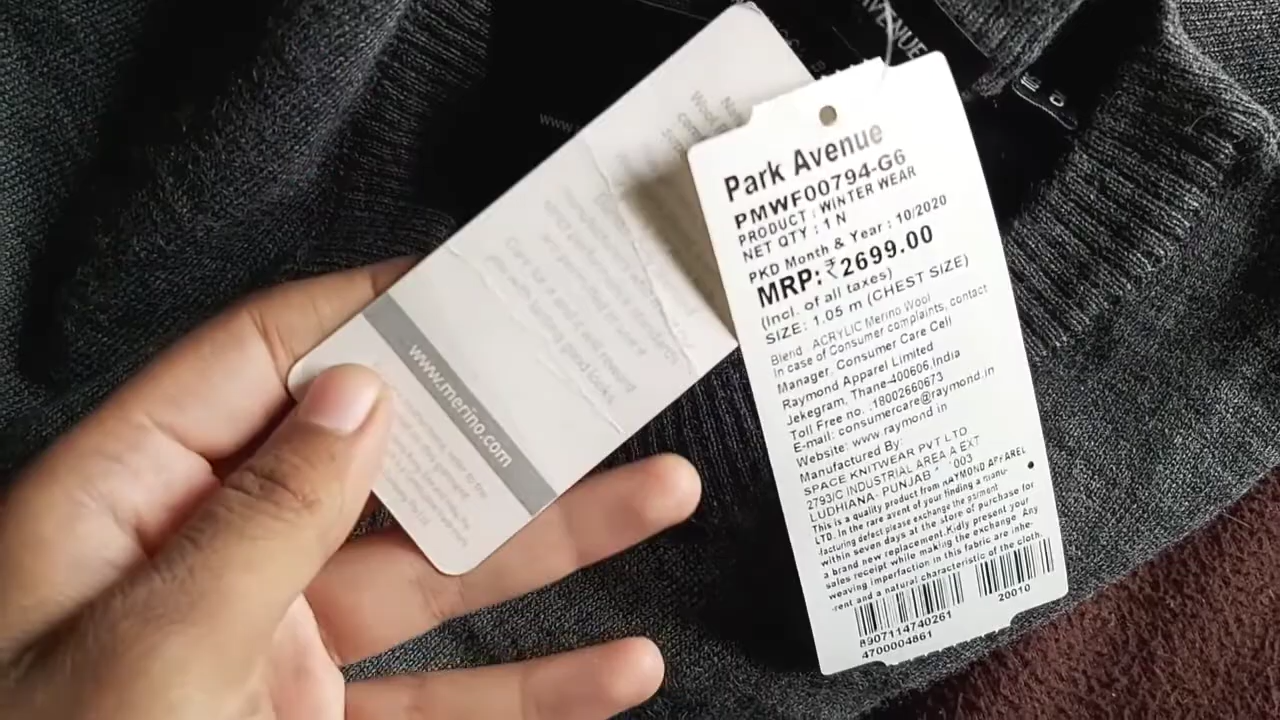 Park Avenue
PMWF00794-G6
PRODUCT : WINTER WEAR
NET QTY : 1 N
PKD Month & Year : 10/2020
MRP: ₹2699.00
(Incl. of all taxes)
SIZE: 1.05 m (CHEST SIZE)
Blend ACRYLIC Merino Wool
In case of Consumer complaints, contact
Manager, Consumer Care Cell
Raymond Apparel Limited
Jekegram, Thane-400606,India
Toll Free no. :18002660673
E-mail: consumercare@raymond.in
Website: www.raymond.in
Manufactured By:
SPACE KNITWEAR PVT LTD
2793/C INDUSTRIAL AREA A EXT
LUDHIANA- PUNJAB 003
This is a quality product from RAYMOND APPAREL
LTD. In the rare event of your finding a manu-
facturing defect please exchange the garment
within seven days at the store of purchase for
a brand new replacement.Kidly present your
sales receipt while making the exchange. Any
weaving imperfection in this fabric are inhe-
-rent and a natural characteristic of the cloth.
8907114740261
4700004861
20010
www.merino.com
AVENUE